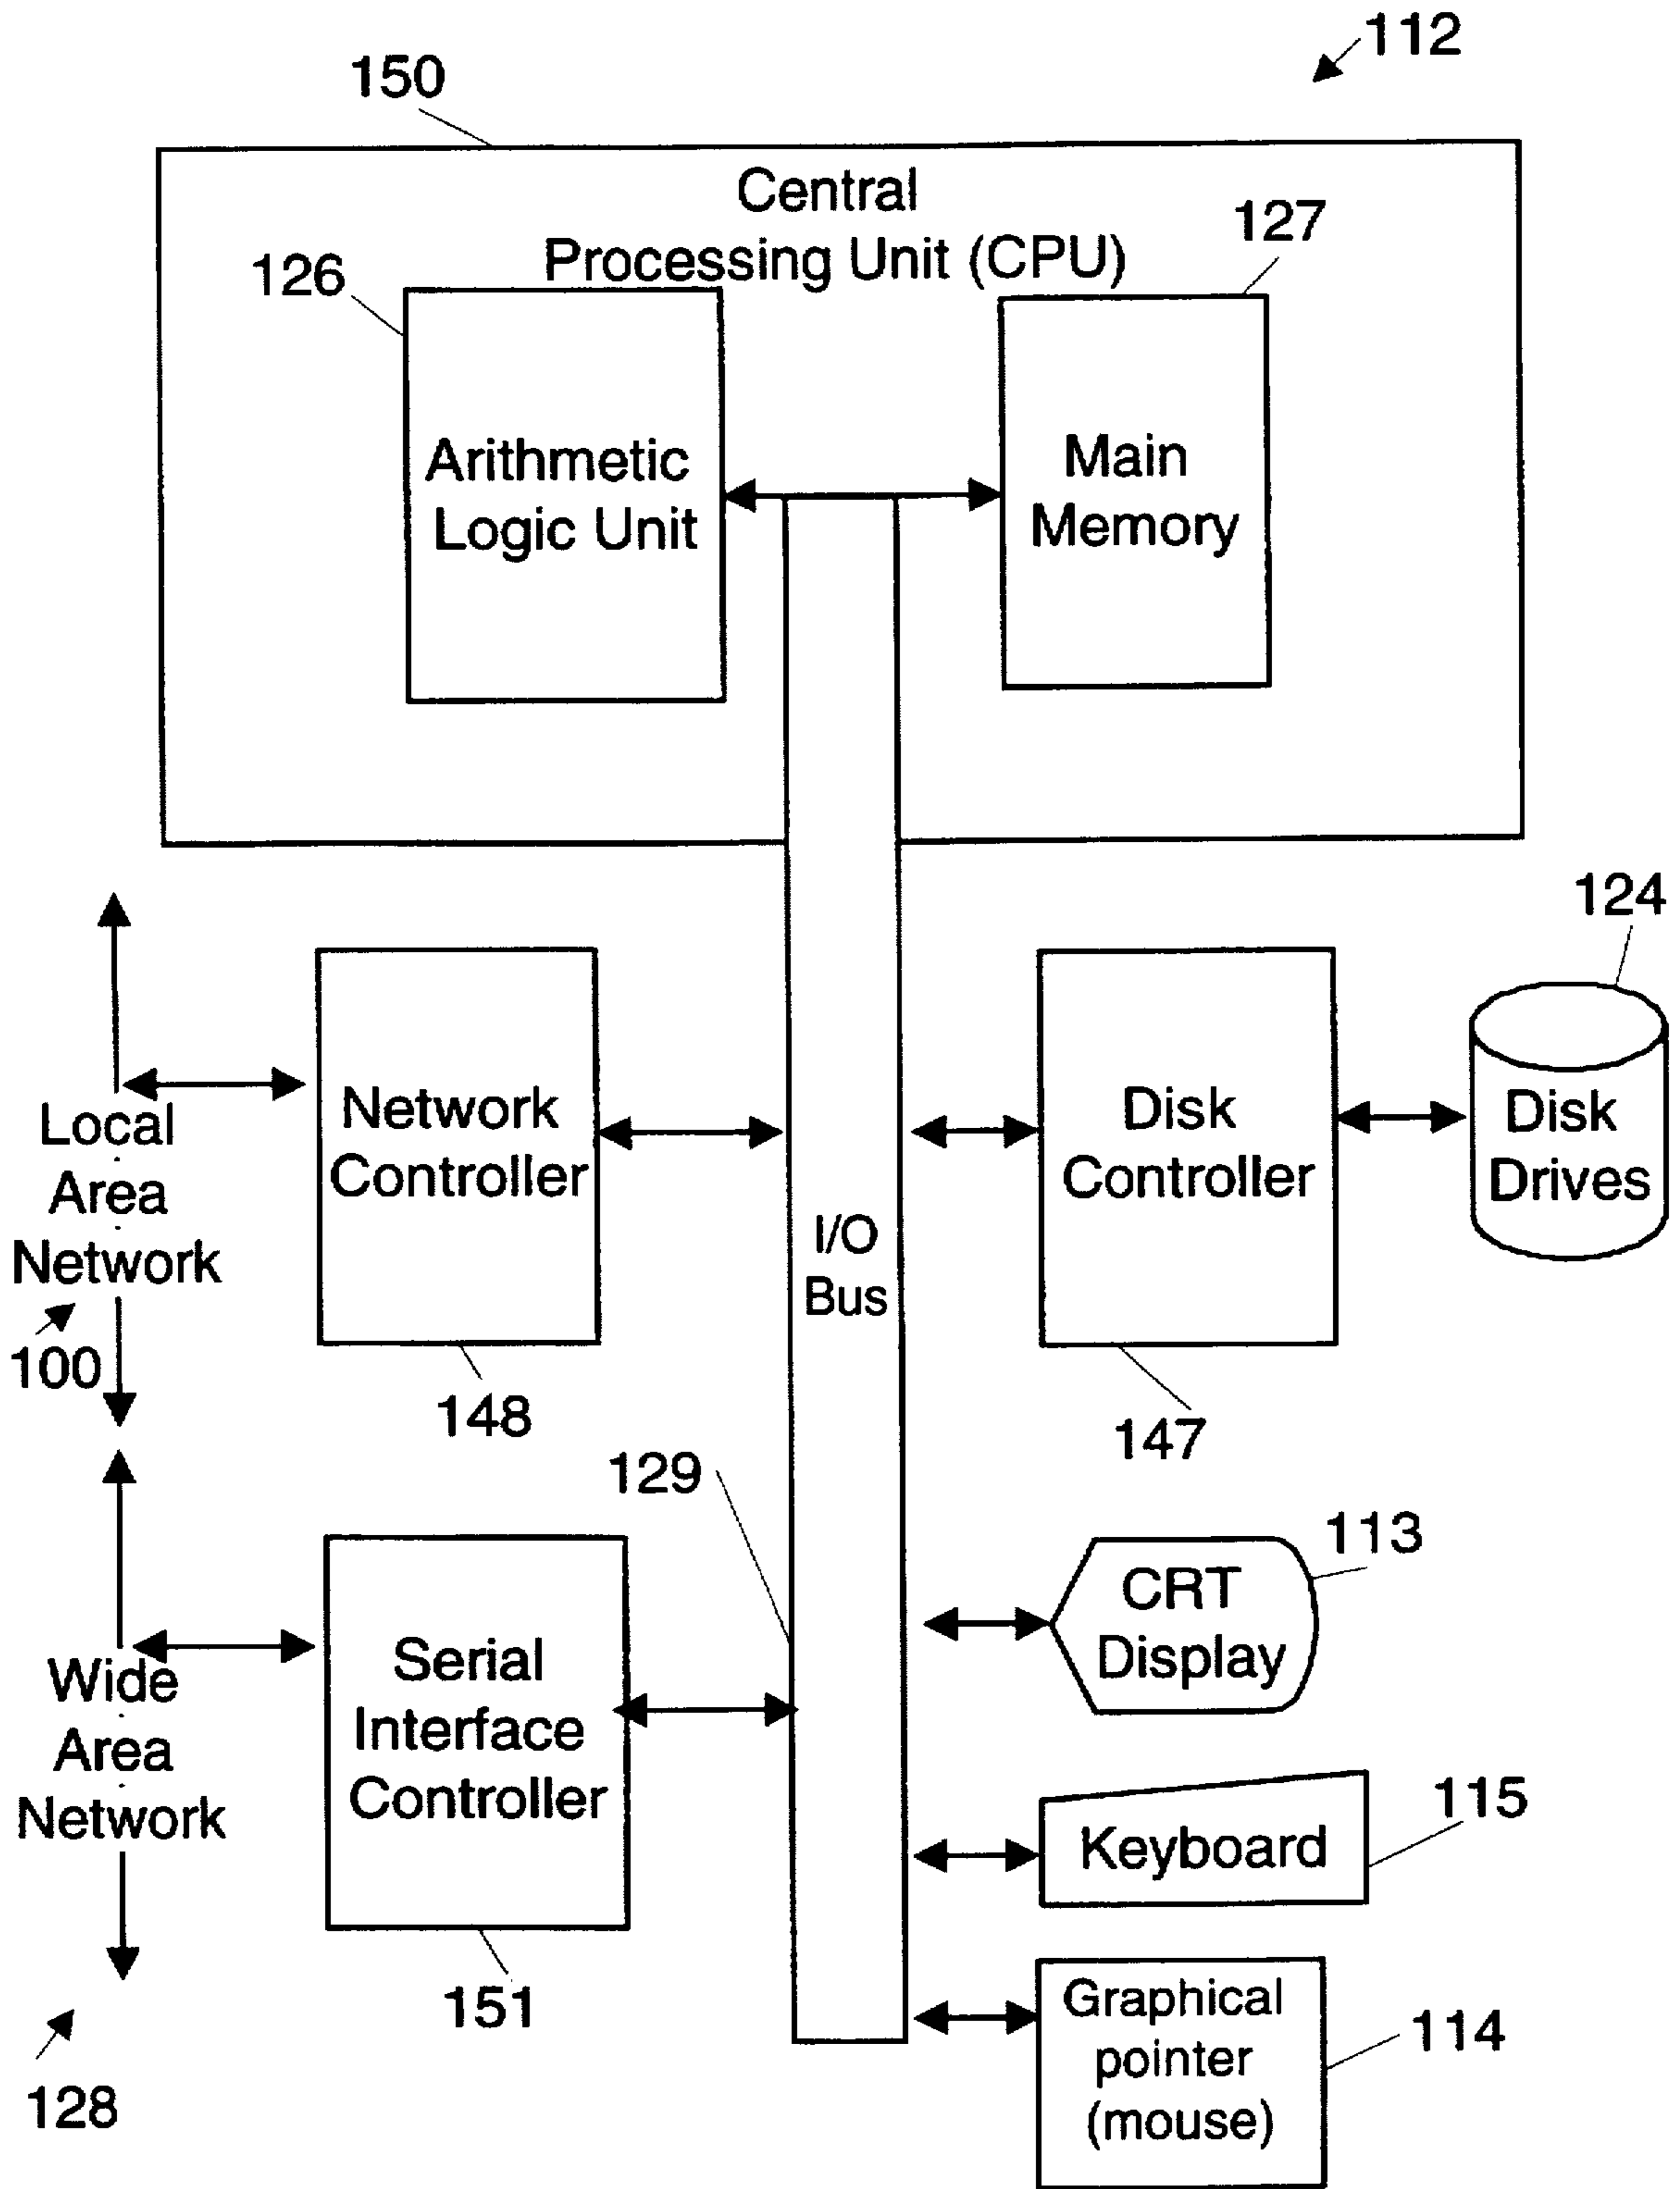 112
150
Central
Processing Unit (CPU)
127
126
Arithmetic
Logic Unit
Main
Memory
124
Local
Area
Network
100
Network
Controller
148
I/O
Bus
Disk
Controller
147
Disk
Drives
129
Wide
Area
Network
128
Serial
Interface
Controller
151
CRT
Display
113
Keyboard
115
Graphical
pointer
(mouse)
114